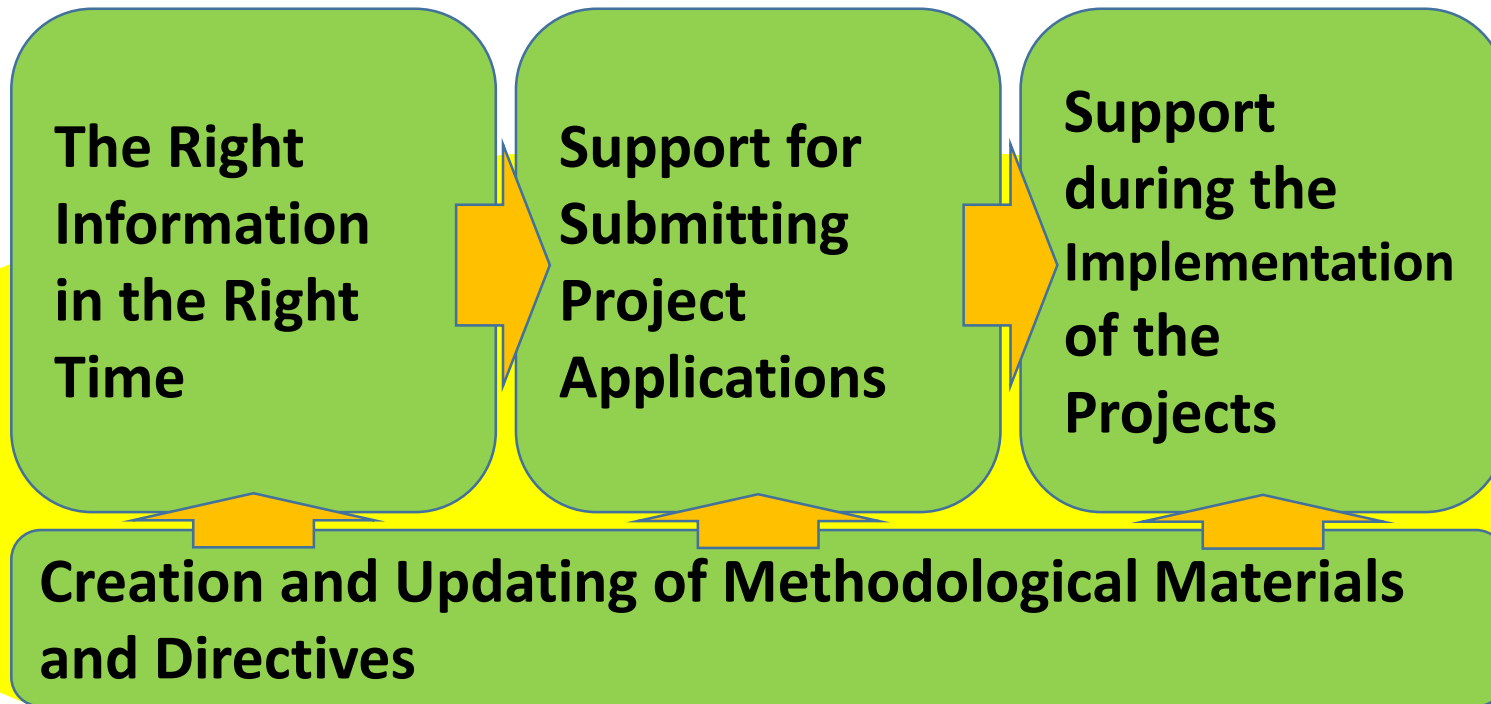 The Right
Information
in the Right
Time
Support for
Submitting
Project
Applications
Support
during the
Implementation
of the
Projects
Creation and Updating of Methodological Materials
and Directives